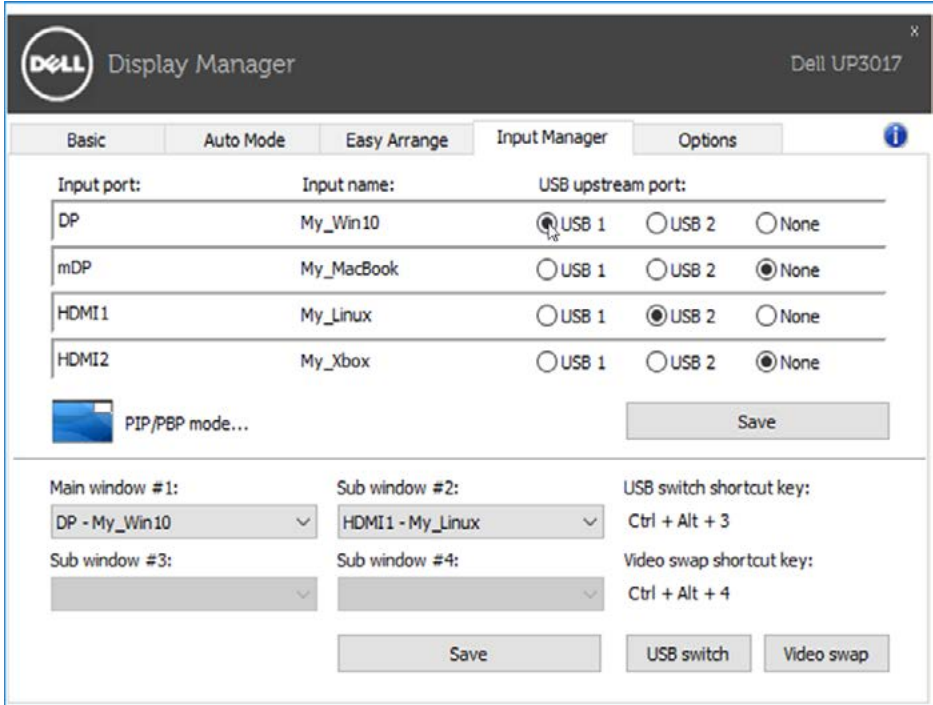 x
DELL Display Manager Dell UP3017
Basic Auto Mode Easy Arrange Input Manager Options i
Input port: Input name: USB upstream port:
DP My_Win10 USB 1 USB 2 None
mDP My_MacBook USB 1 USB 2 None
HDMI1 My_Linux USB 1 USB 2 None
HDMI2 My_Xbox USB 1 USB 2 None
PIP/PBP mode... Save
Main window #1: Sub window #2: USB switch shortcut key:
DP - My_Win10 HDMI1 - My_Linux Ctrl + Alt + 3
Sub window #3: Sub window #4: Video swap shortcut key:
Ctrl + Alt + 4
Save USB switch Video swap